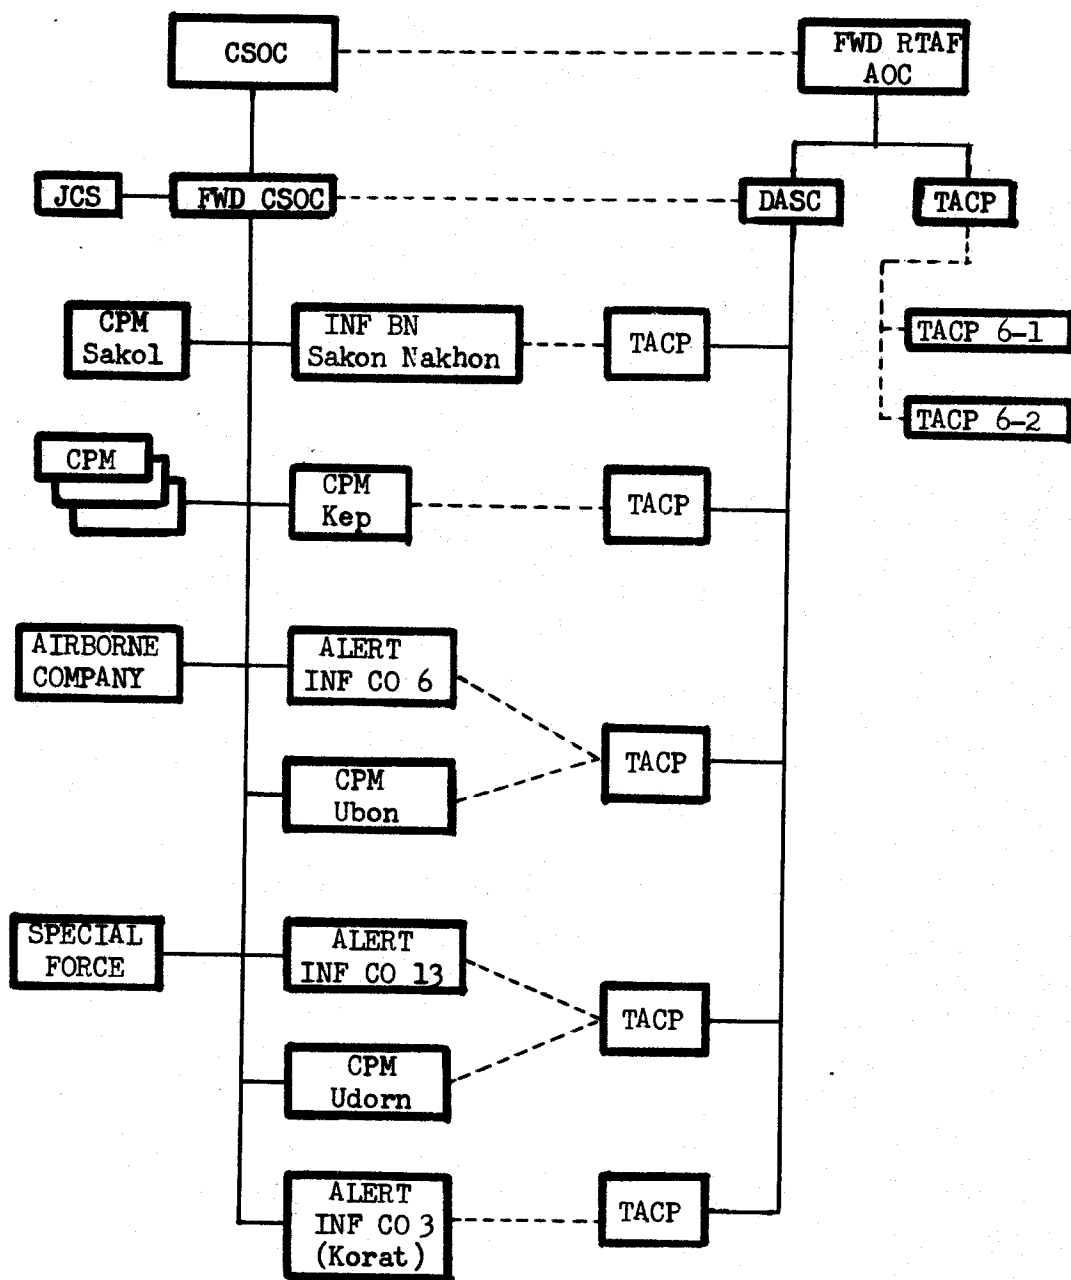 CSOC
FWD RTAF
AOC
JCS
FWD CSOC
DASC
TACP
CPM
Sakol
INF BN
Sakon Nakhon
TACP
TACP 6-1
TACP 6-2
CPM
CPM
Kep
TACP
AIRBORNE
COMPANY
ALERT
INF CO 6
TACP
CPM
Ubon
SPECIAL
FORCE
ALERT
INF CO 13
TACP
CPM
Udorn
ALERT
INF CO 3
(Korat)
TACP